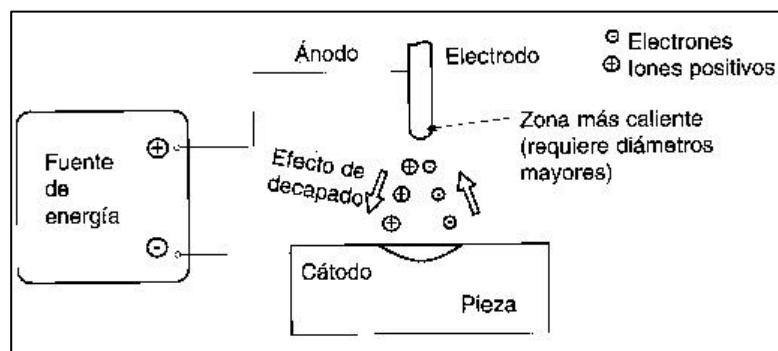 Ánodo
Electrodo
Electrones
Iones positivos
Zona más caliente
(requiere diámetros
mayores)
Fuente
de
energía
+
-
Efecto de
decapado
Cátodo
Pieza